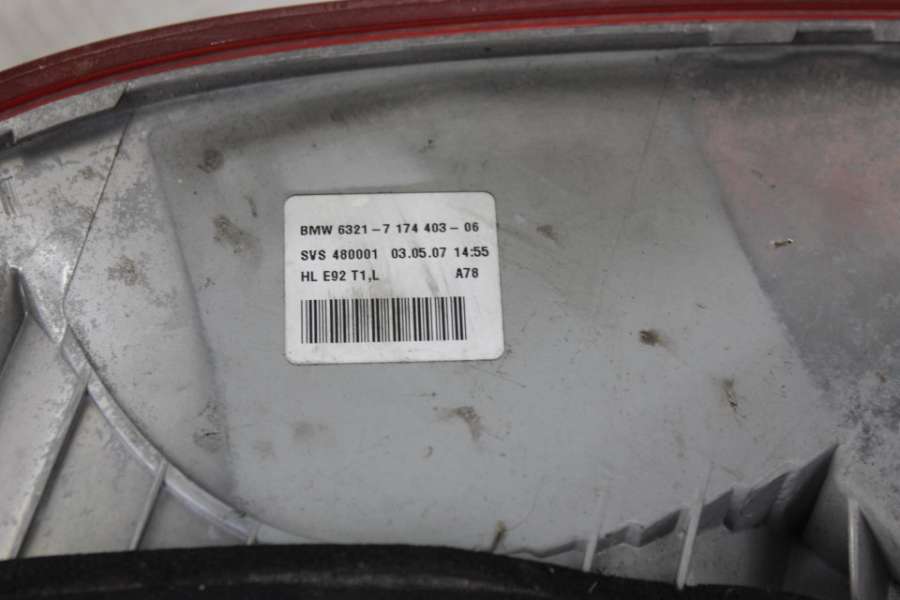 BMW 6321-7 174 403-06
SVS 480001 03.05.07 14:55
HL E92 T1,L A78